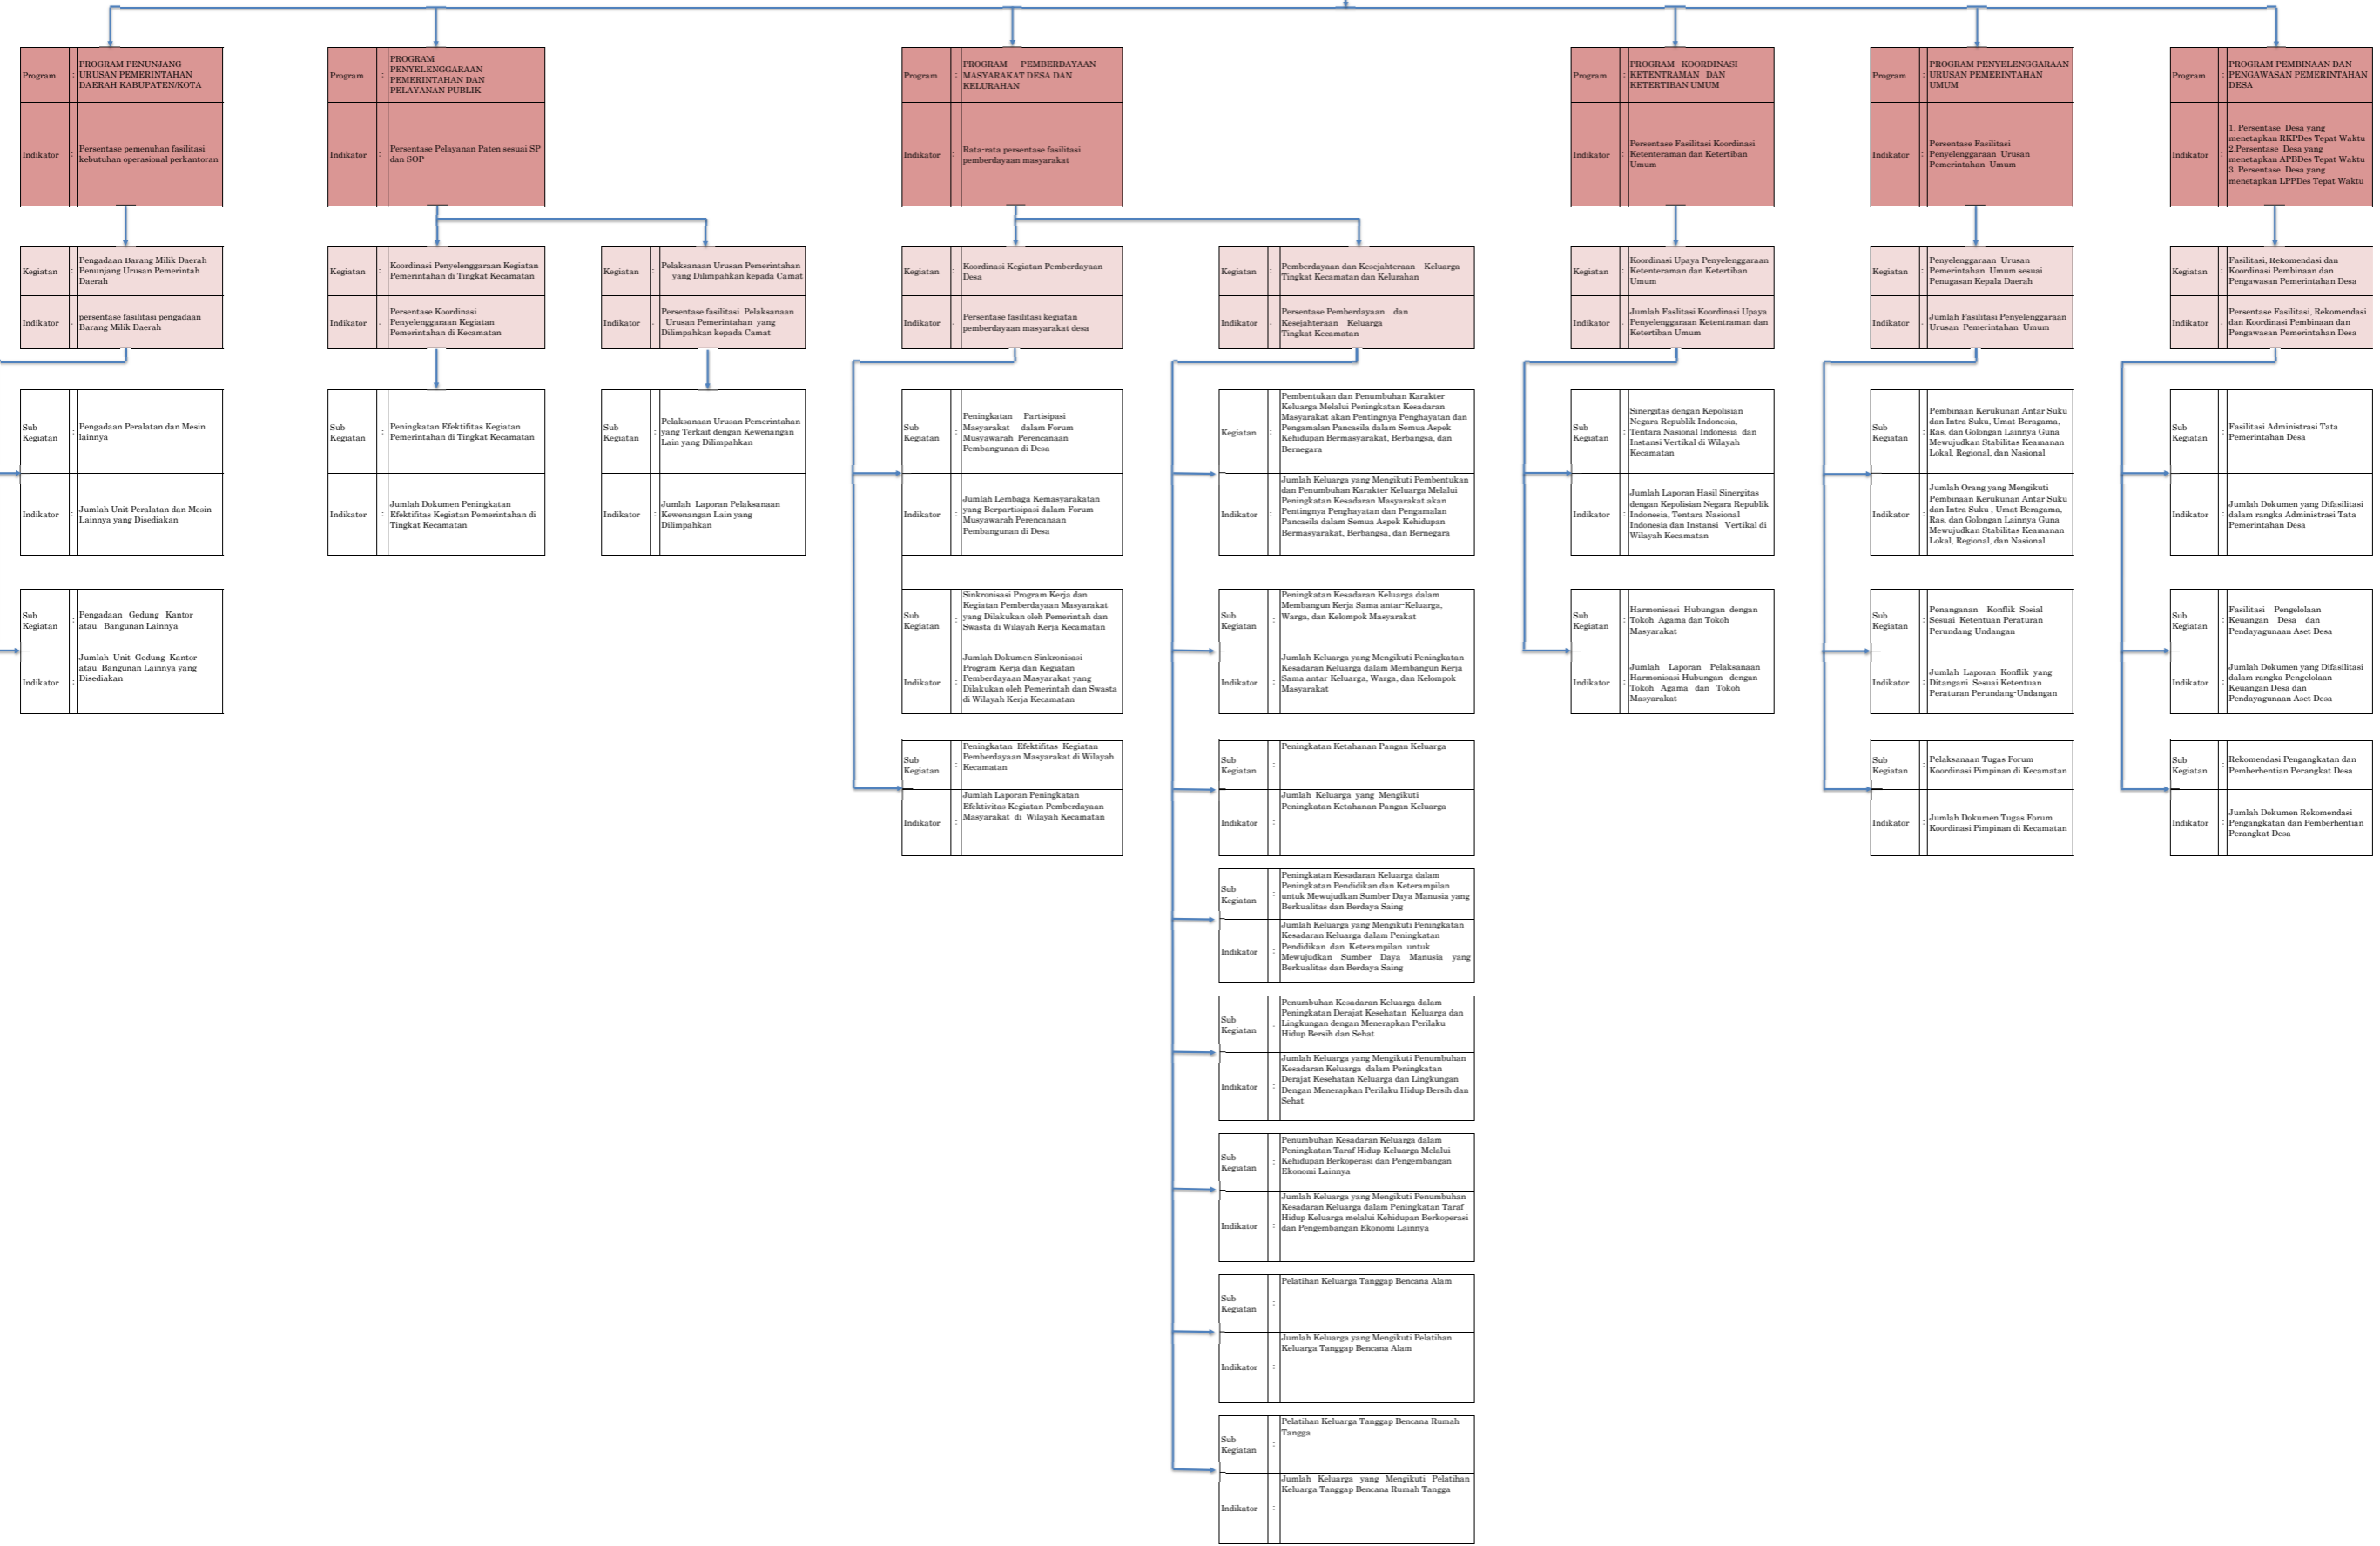 Program : PROGRAM PENUNJANG
URUSAN PEMERINTAHAN
DAERAH KABUPATEN/KOTA
Indikator : Persentase pemenuhan fasilitasi
kebutuhan operasional perkantoran
Kegiatan : Pengadaan Barang Milik Daerah
Penunjang Urusan Pemerintah
Daerah
Indikator : persentase fasilitasi pengadaan
Barang Milik Daerah
Sub
Kegiatan : Pengadaan Peralatan dan Mesin
lainnya
Indikator : Jumlah Unit Peralatan dan Mesin
Lainnya yang Disediakan
Sub
Kegiatan : Pengadaan Gedung Kantor
atau Bangunan Lainnya
Indikator : Jumlah Unit Gedung Kantor
atau Bangunan Lainnya yang
Disediakan
Program : PROGRAM
PENYELENGGARAAN
PEMERINTAHAN DAN
PELAYANAN PUBLIK
Indikator : Persentase Pelayanan Paten sesuai SP
dan SOP
Kegiatan : Koordinasi Penyelenggaraan Kegiatan
Pemerintahan di Tingkat Kecamatan
Indikator : Persentase Koordinasi
Penyelenggaraan Kegiatan
Pemerintahan di Kecamatan
Sub
Kegiatan : Peningkatan Efektifitas Kegiatan
Pemerintahan di Tingkat Kecamatan
Indikator : Jumlah Dokumen Peningkatan
Efektifitas Kegiatan Pemerintahan di
Tingkat Kecamatan
Kegiatan : Pelaksanaan Urusan Pemerintahan
yang Dilimpahkan kepada Camat
Indikator : Persentase fasilitasi Pelaksanaan
Urusan Pemerintahan yang
Dilimpahkan kepada Camat
Sub
Kegiatan : Pelaksanaan Urusan Pemerintahan
yang Terkait dengan Kewenangan
Lain yang Dilimpahkan
Indikator : Jumlah Laporan Pelaksanaan
Kewenangan Lain yang
Dilimpahkan
Program : PROGRAM PEMBERDAYAAN
MASYARAKAT DESA DAN
KELURAHAN
Indikator : Rata-rata persentase fasilitasi
pemberdayaan masyarakat
Kegiatan : Koordinasi Kegiatan Pemberdayaan
Desa
Indikator : Persentase fasilitasi kegiatan
pemberdayaan masyarakat desa
Sub
Kegiatan : Peningkatan Partisipasi
Masyarakat dalam Forum
Musyawarah Perencanaan
Pembangunan di Desa
Indikator : Jumlah Lembaga Kemasyarakatan
yang Berpartisipasi dalam Forum
Musyawarah Perencanaan
Pembangunan di Desa
Sub
Kegiatan : Sinkronisasi Program Kerja dan
Kegiatan Pemberdayaan Masyarakat
yang Dilakukan oleh Pemerintah dan
Swasta di Wilayah Kerja Kecamatan
Indikator : Jumlah Dokumen Sinkronisasi
Program Kerja dan Kegiatan
Pemberdayaan Masyarakat yang
Dilakukan oleh Pemerintah dan Swasta
di Wilayah Kerja Kecamatan
Sub
Kegiatan : Peningkatan Efektifitas Kegiatan
Pemberdayaan Masyarakat di Wilayah
Kecamatan
Indikator : Jumlah Laporan Peningkatan
Efektivitas Kegiatan Pemberdayaan
Masyarakat di Wilayah Kecamatan
Kegiatan : Pemberdayaan dan Kesejahteraan Keluarga
Tingkat Kecamatan dan Kelurahan
Indikator : Persentase Pemberdayaan dan
Kesejahteraan Keluarga
Tingkat Kecamatan
Kegiatan : Pembentukan dan Penumbuhan Karakter
Keluarga Melalui Peningkatan Kesadaran
Masyarakat akan Pentingnya Penghayatan dan
Pengamalan Pancasila dalam Semua Aspek
Kehidupan Bermasyarakat, Berbangsa, dan
Bernegara
Indikator : Jumlah Keluarga yang Mengikuti Pembentukan
dan Penumbuhan Karakter Keluarga Melalui
Peningkatan Kesadaran Masyarakat akan
Pentingnya Penghayatan dan Pengamalan
Pancasila dalam Semua Aspek Kehidupan
Bermasyarakat, Berbangsa, dan Bernegara
Sub
Kegiatan : Peningkatan Kesadaran Keluarga dalam
Membangun Kerja Sama antar-Keluarga,
Warga, dan Kelompok Masyarakat
Indikator : Jumlah Keluarga yang Mengikuti Peningkatan
Kesadaran Keluarga dalam Membangun Kerja
Sama antar-Keluarga, Warga, dan Kelompok
Masyarakat
Sub
Kegiatan : Peningkatan Ketahanan Pangan Keluarga
Indikator : Jumlah Keluarga yang Mengikuti
Peningkatan Ketahanan Pangan Keluarga
Sub
Kegiatan : Peningkatan Kesadaran Keluarga dalam
Peningkatan Pendidikan dan Keterampilan
untuk Mewujudkan Sumber Daya Manusia yang
Berkualitas dan Berdaya Saing
Indikator : Jumlah Keluarga yang Mengikuti Peningkatan
Kesadaran Keluarga dalam Peningkatan
Pendidikan dan Keterampilan untuk
Mewujudkan Sumber Daya Manusia yang
Berkualitas dan Berdaya Saing
Sub
Kegiatan : Penumbuhan Kesadaran Keluarga dalam
Peningkatan Derajat Kesehatan Keluarga dan
Lingkungan dengan Menerapkan Perilaku
Hidup Bersih dan Sehat
Indikator : Jumlah Keluarga yang Mengikuti Penumbuhan
Kesadaran Keluarga dalam Peningkatan
Derajat Kesehatan Keluarga dan Lingkungan
Dengan Menerapkan Perilaku Hidup Bersih dan
Sehat
Sub
Kegiatan : Penumbuhan Kesadaran Keluarga dalam
Peningkatan Taraf Hidup Keluarga Melalui
Kehidupan Berkoperasi dan Pengembangan
Ekonomi Lainnya
Indikator : Jumlah Keluarga yang Mengikuti Penumbuhan
Kesadaran Keluarga dalam Peningkatan Taraf
Hidup Keluarga melalui Kehidupan Berkoperasi
dan Pengembangan Ekonomi Lainnya
Sub
Kegiatan : Pelatihan Keluarga Tanggap Bencana Alam
Indikator : Jumlah Keluarga yang Mengikuti Pelatihan
Keluarga Tanggap Bencana Alam
Sub
Kegiatan : Pelatihan Keluarga Tanggap Bencana Rumah
Tangga
Indikator : Jumlah Keluarga yang Mengikuti Pelatihan
Keluarga Tanggap Bencana Rumah Tangga
Program : PROGRAM KOORDINASI
KETENTRAMAN DAN
KETERTIBAN UMUM
Indikator : Persentase Fasilitasi Koordinasi
Ketenteraman dan Ketertiban
Umum
Kegiatan : Koordinasi Upaya Penyelenggaraan
Ketenteraman dan Ketertiban
Umum
Indikator : Jumlah Faslitasi Koordinasi Upaya
Penyelenggaraan Ketentraman dan
Ketertiban Umum
Sub
Kegiatan : Sinergitas dengan Kepolisian
Negara Republik Indonesia,
Tentara Nasional Indonesia dan
Instansi Vertikal di Wilayah
Kecamatan
Indikator : Jumlah Laporan Hasil Sinergitas
dengan Kepolisian Negara Republik
Indonesia, Tentara Nasional
Indonesia dan Instansi Vertikal di
Wilayah Kecamatan
Sub
Kegiatan : Harmonisasi Hubungan dengan
Tokoh Agama dan Tokoh
Masyarakat
Indikator : Jumlah Laporan Pelaksanaan
Harmonisasi Hubungan dengan
Tokoh Agama dan Tokoh
Masyarakat
Program : PROGRAM PENYELENGGARAAN
URUSAN PEMERINTAHAN
UMUM
Indikator : Persentase Fasilitasi
Penyelenggaraan Urusan
Pemerintahan Umum
Kegiatan : Penyelenggaraan Urusan
Pemerintahan Umum sesuai
Penugasan Kepala Daerah
Indikator : Jumlah Fasilitasi Penyelenggaraan
Urusan Pemerintahan Umum
Sub
Kegiatan : Pembinaan Kerukunan Antar Suku
dan Intra Suku, Umat Beragama,
Ras, dan Golongan Lainnya Guna
Mewujudkan Stabilitas Keamanan
Lokal, Regional, dan Nasional
Indikator : Jumlah Orang yang Mengikuti
Pembinaan Kerukunan Antar Suku
dan Intra Suku , Umat Beragama,
Ras, dan Golongan Lainnya Guna
Mewujudkan Stabilitas Keamanan
Lokal, Regional, dan Nasional
Sub
Kegiatan : Penanganan Konflik Sosial
Sesuai Ketentuan Peraturan
Perundang-Undangan
Indikator : Jumlah Laporan Konflik yang
Ditangani Sesuai Ketentuan
Peraturan Perundang-Undangan
Sub
Kegiatan : Pelaksanaan Tugas Forum
Koordinasi Pimpinan di Kecamatan
Indikator : Jumlah Dokumen Tugas Forum
Koordinasi Pimpinan di Kecamatan
Program : PROGRAM PEMBINAAN DAN
PENGAWASAN PEMERINTAHAN
DESA
Indikator : 1. Persentase Desa yang
menetapkan RKPDes Tepat Waktu
2.Persentase Desa yang
menetapkan APBDes Tepat Waktu
3. Persentase Desa yang
menetapkan LPPDes Tepat Waktu
Kegiatan : Fasilitasi, Rekomendasi dan
Koordinasi Pembinaan dan
Pengawasan Pemerintahan Desa
Indikator : Persentase Fasilitasi, Rekomendasi
dan Koordinasi Pembinaan dan
Pengawasan Pemerintahan Desa
Sub
Kegiatan : Fasilitasi Administrasi Tata
Pemerintahan Desa
Indikator : Jumlah Dokumen yang Difasilitasi
dalam rangka Administrasi Tata
Pemerintahan Desa
Sub
Kegiatan : Fasilitasi Pengelolaan
Keuangan Desa dan
Pendayagunaan Aset Desa
Indikator : Jumlah Dokumen yang Difasilitasi
dalam rangka Pengelolaan
Keuangan Desa dan
Pendayagunaan Aset Desa
Sub
Kegiatan : Rekomendasi Pengangkatan dan
Pemberhentian Perangkat Desa
Indikator : Jumlah Dokumen Rekomendasi
Pengangkatan dan Pemberhentian
Perangkat Desa